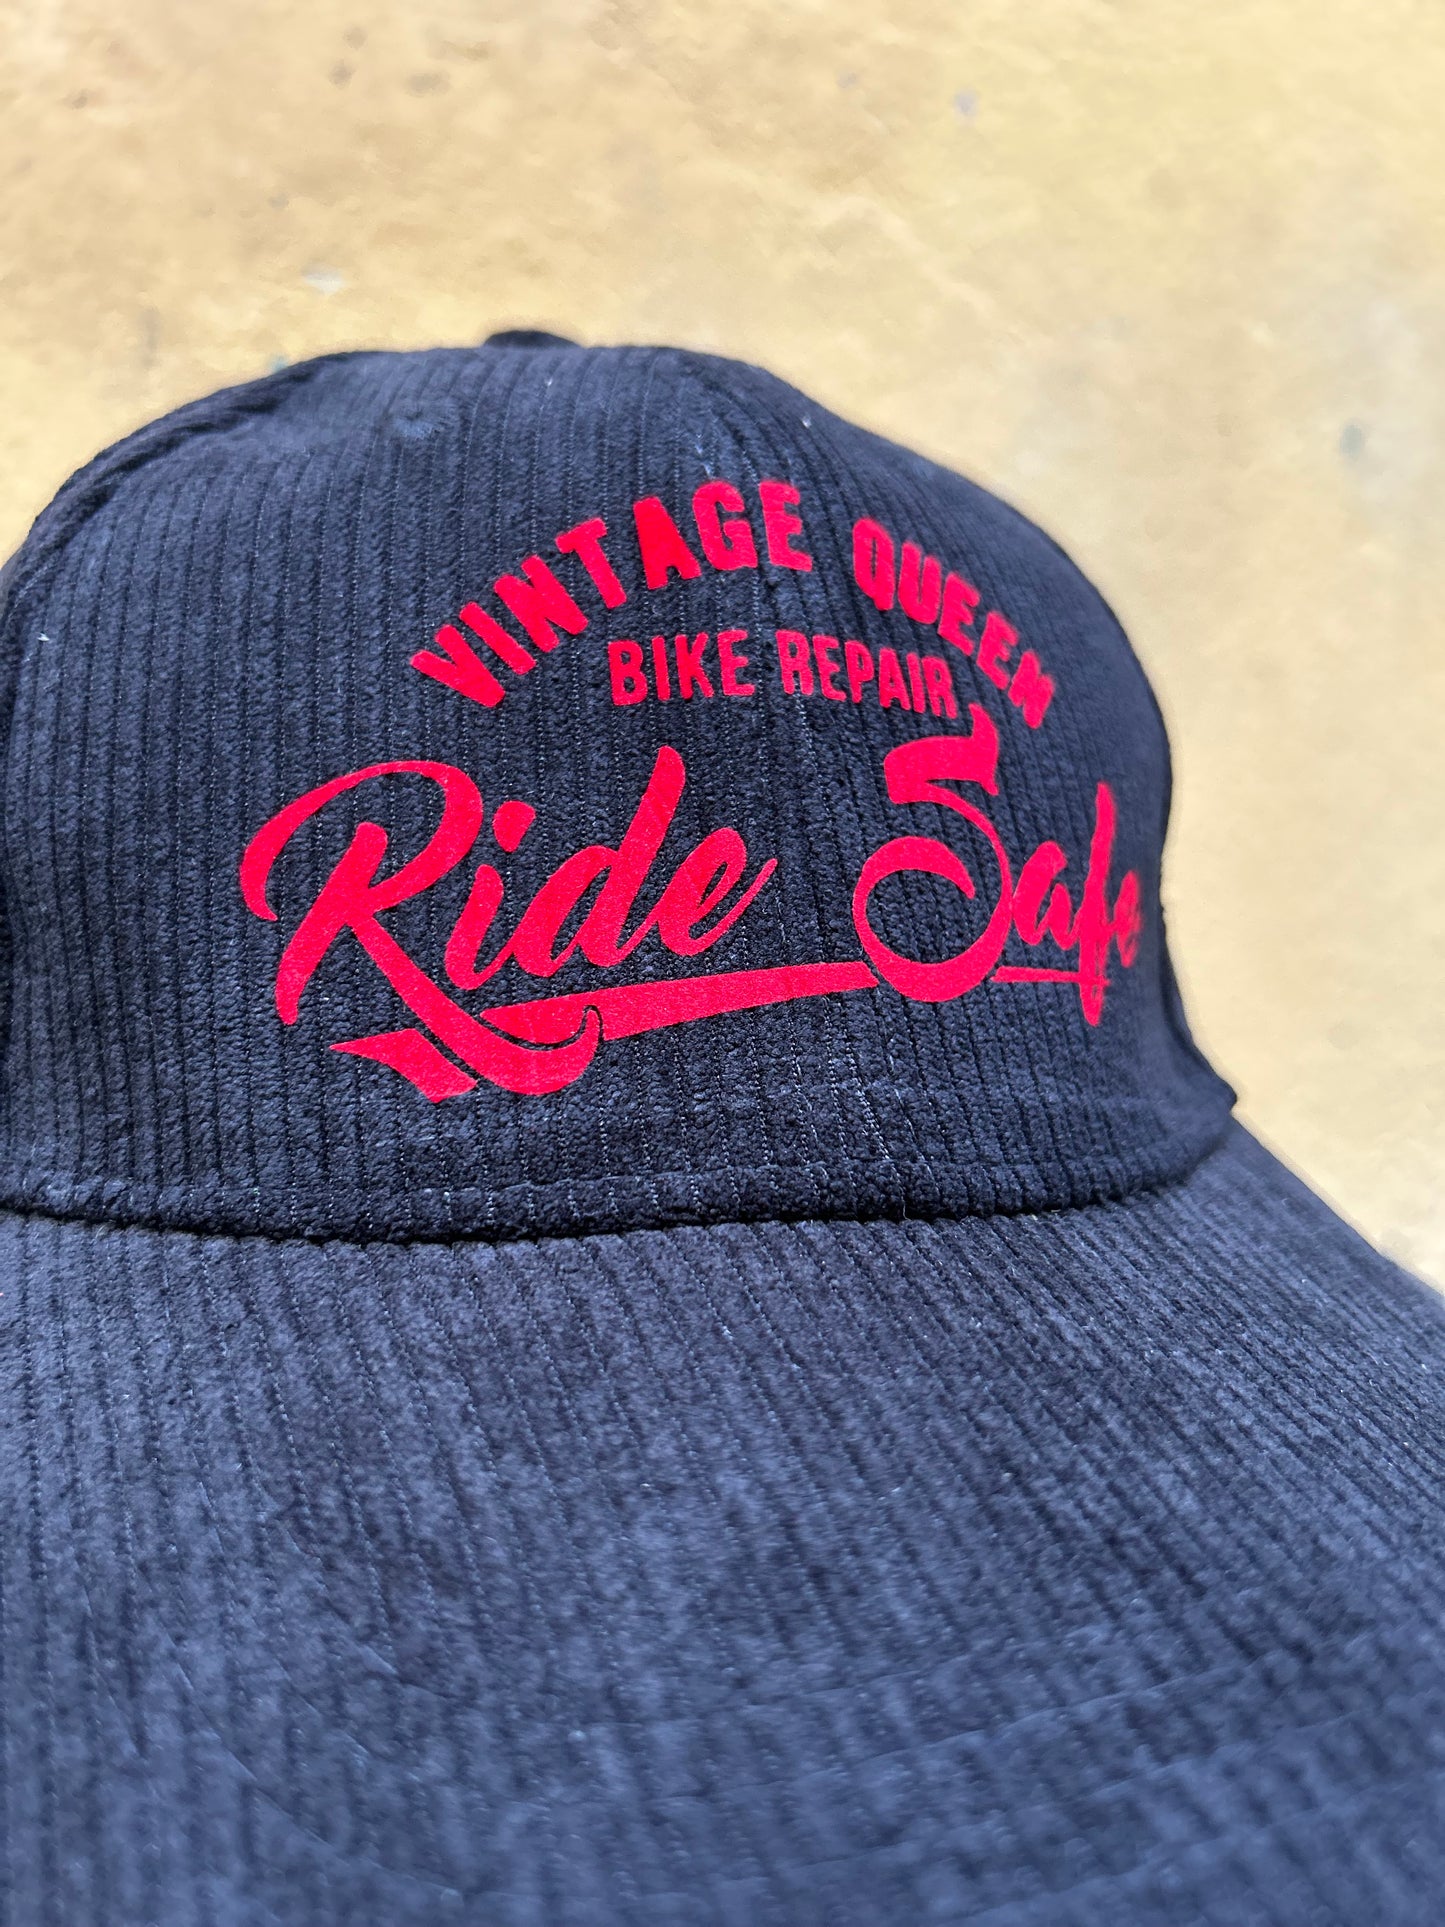 VINTAGE QUEEN
BIKE REPAIR
Ride Safe